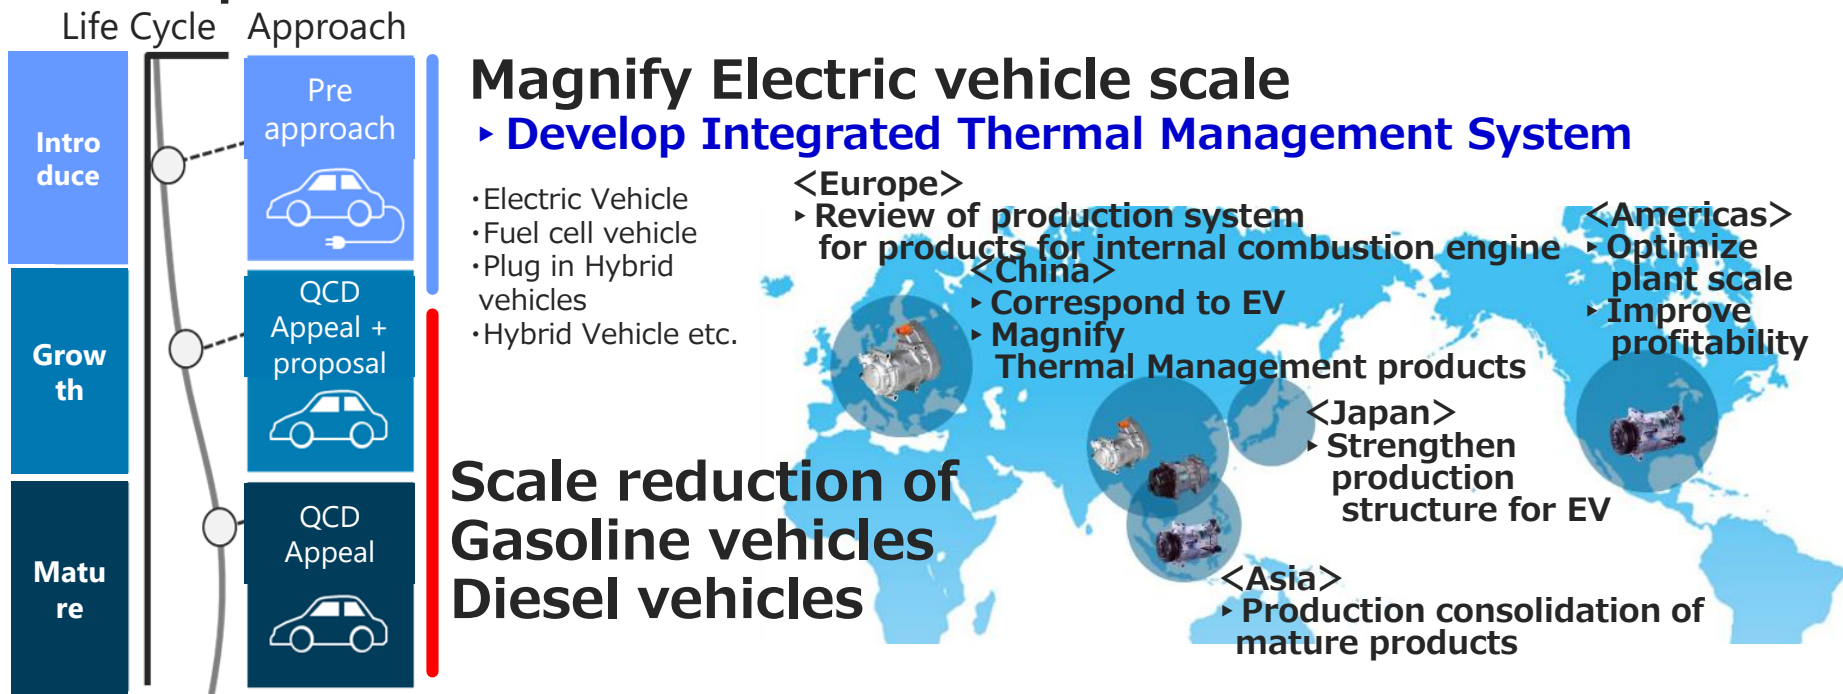 Life Cycle Approach
Intro
duce
Pre
approach
Grow
th
QCD
Appeal +
proposal
Matu
re
QCD
Appeal
Magnify Electric vehicle scale
▸ Develop Integrated Thermal Management System
・Electric Vehicle
・Fuel cell vehicle
・Plug in Hybrid
vehicles
・Hybrid Vehicle etc.
Scale reduction of
Gasoline vehicles
Diesel vehicles
<Europe>
▸ Review of production system
for products for internal combustion engine
<China>
▸ Correspond to EV
▸ Magnify
Thermal Management products
<Japan>
▸ Strengthen
production
structure for EV
<Asia>
▸ Production consolidation of
mature products
<Americas>
▸ Optimize
plant scale
▸ Improve
profitability